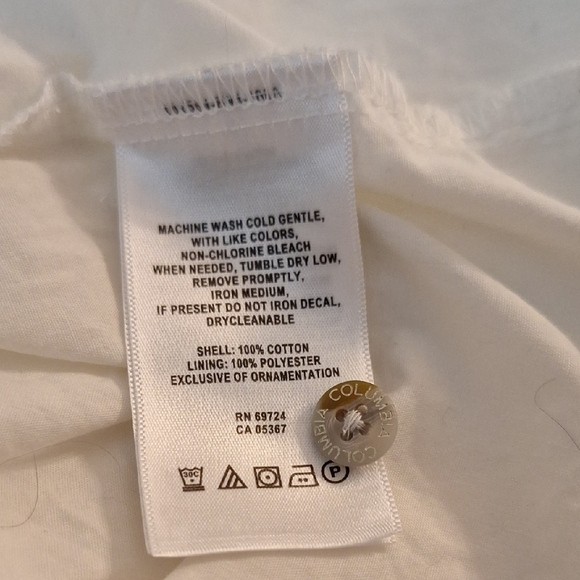 MACHINE WASH COLD GENTLE,
WITH LIKE COLORS,
NON-CHLORINE BLEACH
WHEN NEEDED, TUMBLE DRY LOW,
REMOVE PROMPTLY,
IRON MEDIUM,
IF PRESENT DO NOT IRON DECAL,
DRYCLEANABLE
SHELL: 100% COTTON
LINING: 100% POLYESTER
EXCLUSIVE OF ORNAMENTATION
RN 69724
CA 05367
COLUMBIA COLUMBIA
30C P